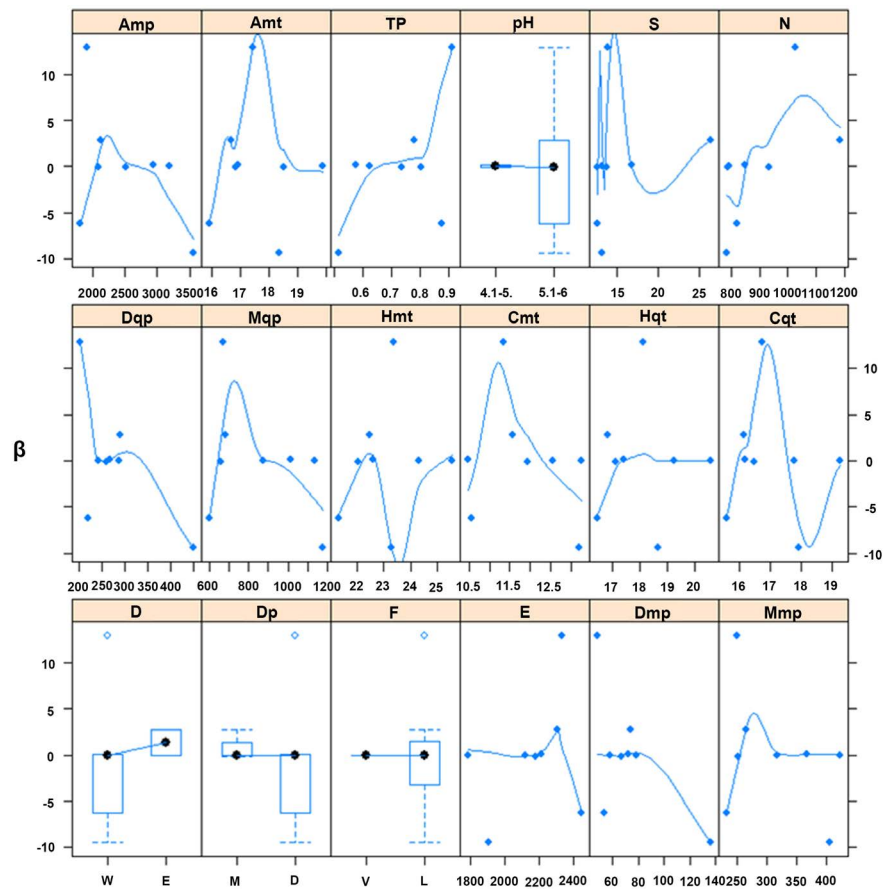 Amp Amt TP pH S N
10
5
0
-5
-10
2000 2500 3000 3500 16 17 18 19 0.6 0.7 0.8 0.9 4.1-5. 5.1-6 15 20 25 800 900 1000 1100 1200
Dqp Mqp Hmt Cmt Hqt Cqt
10
5
0
-5
-10
200 250 300 350 400 600 800 1000 1200 22 23 24 25 10.5 11.5 12.5 17 18 19 20 16 17 18 19
β
D Dp F E Dmp Mmp
10
5
0
-5
-10
W E M D V L 1800 2000 2200 2400 60 80 100 120 140 250 300 350 400